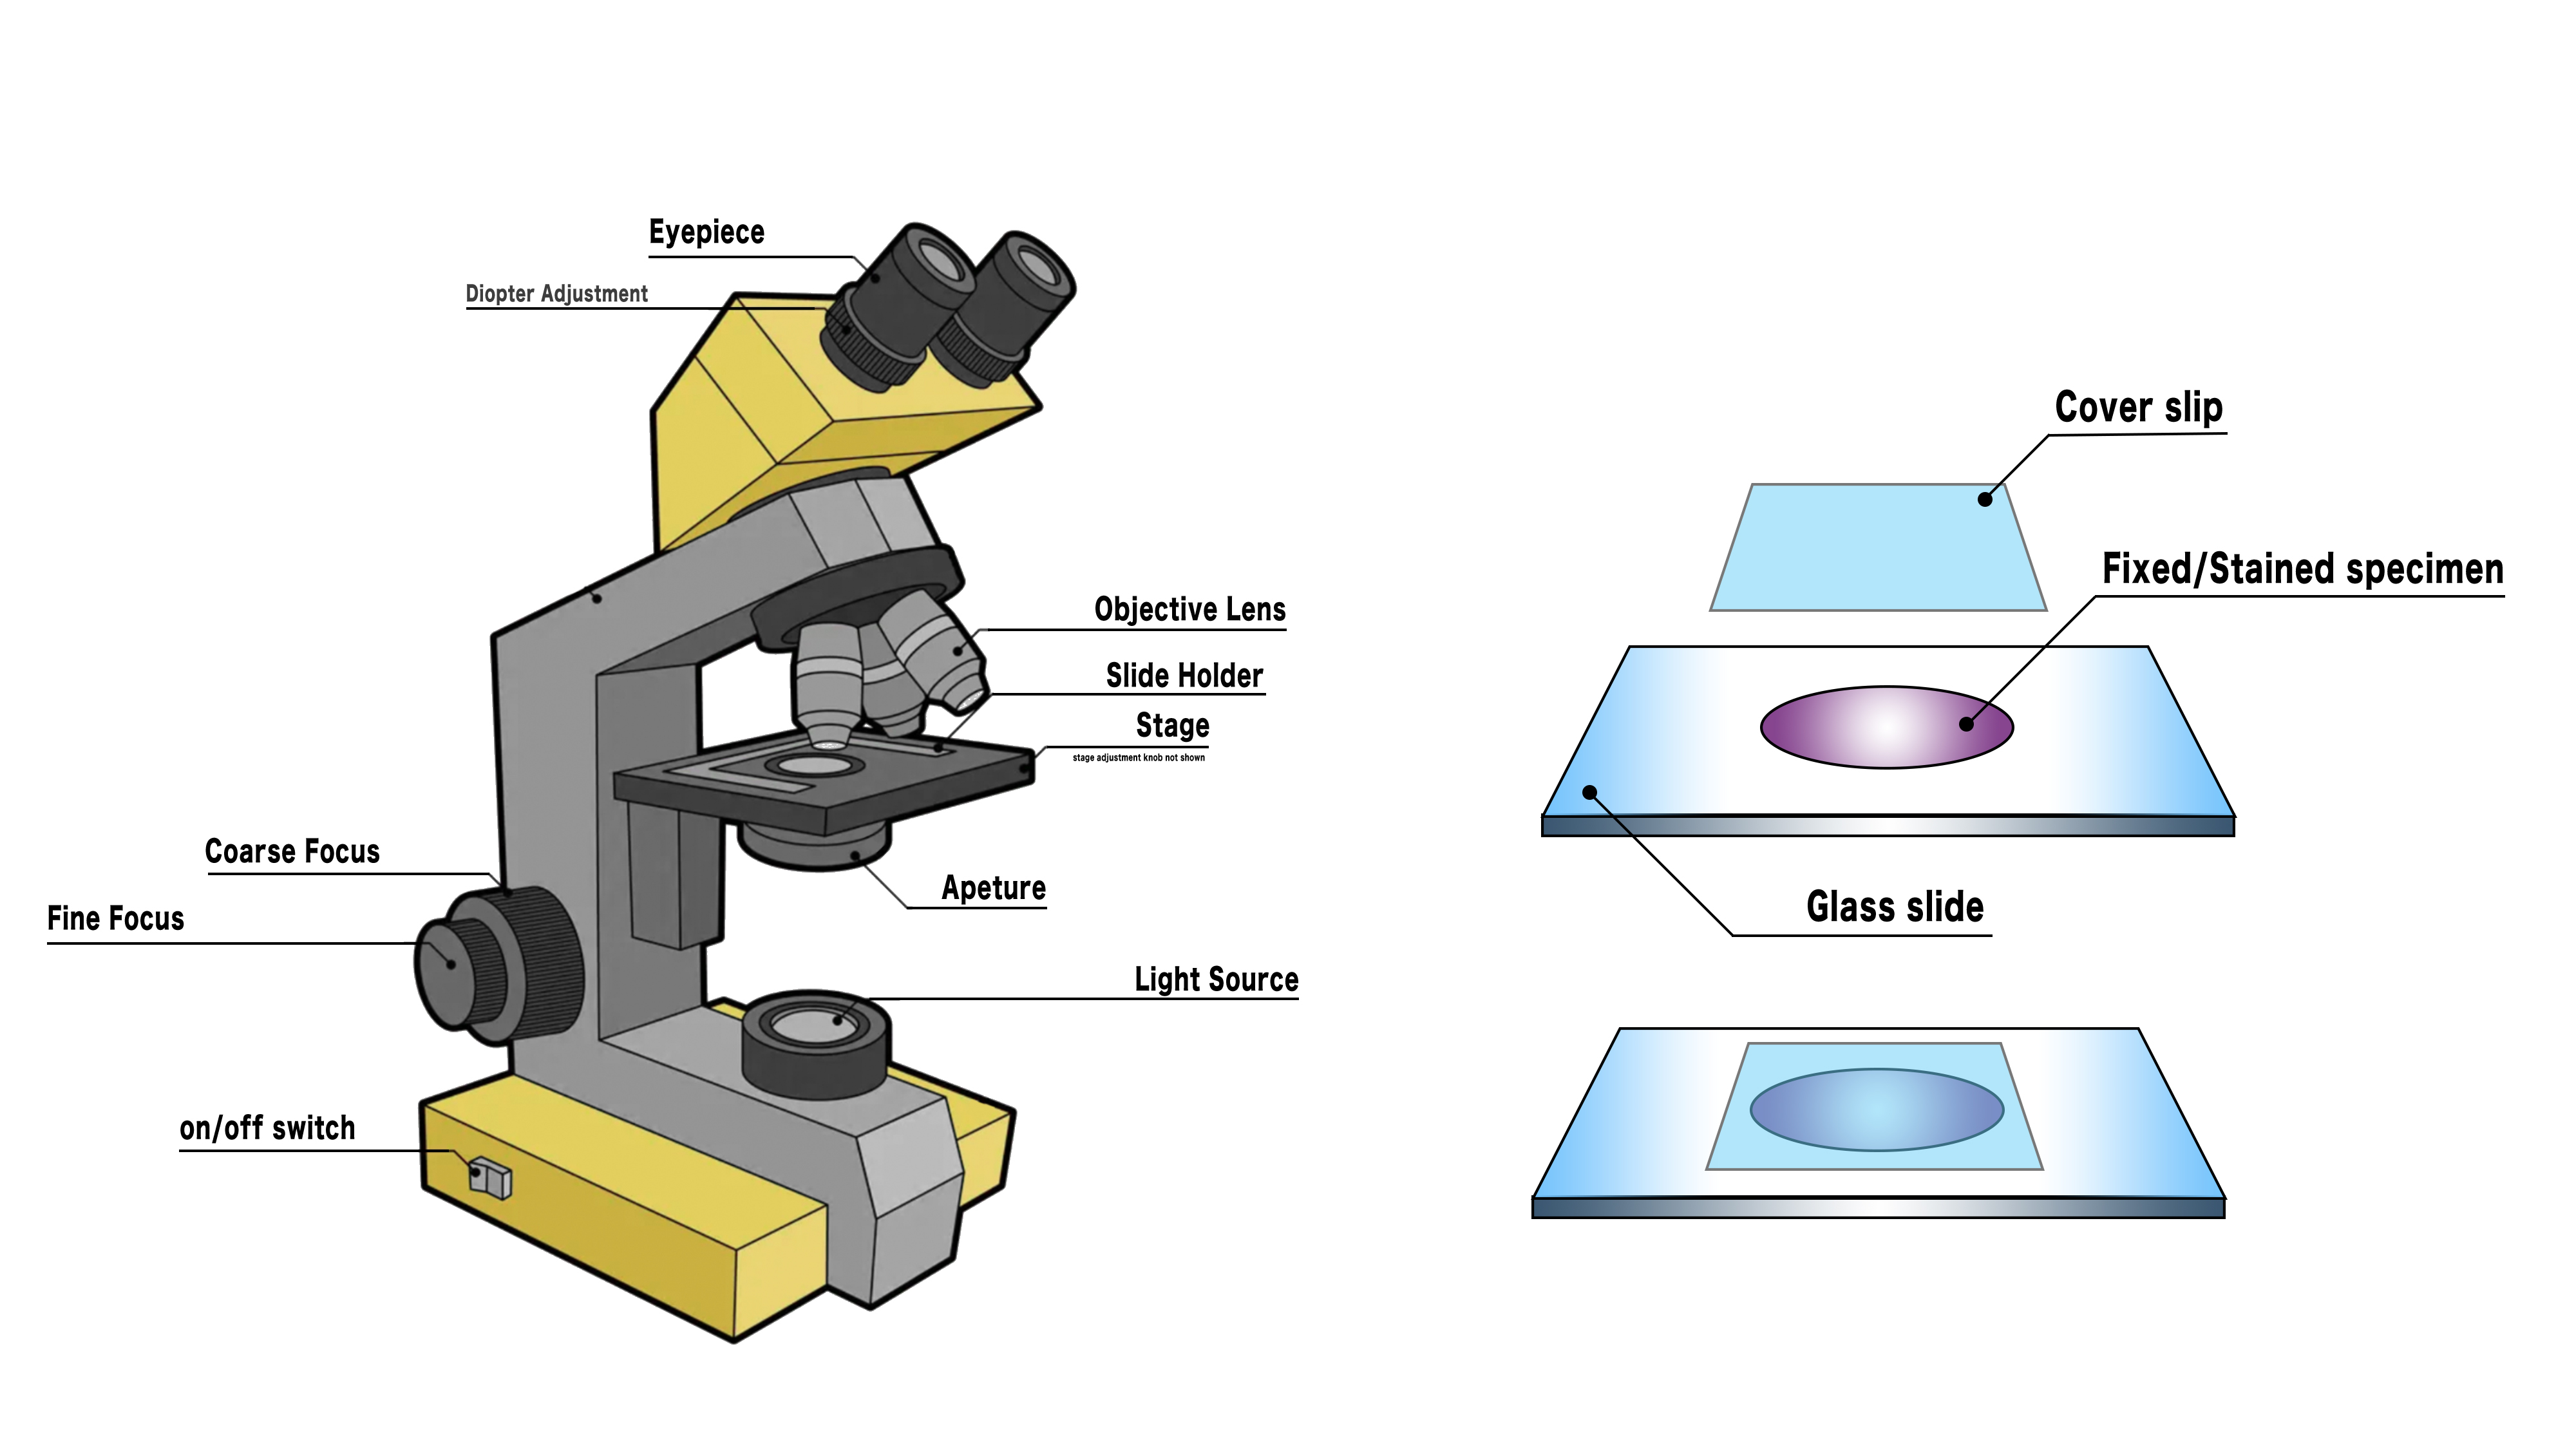 Eyepiece
Diopter Adjustment
Objective Lens
Slide Holder
Stage
stage adjustment knob not shown
Coarse Focus
Apeture
Fine Focus
Light Source
on/off switch
Cover slip
Fixed/Stained specimen
Glass slide